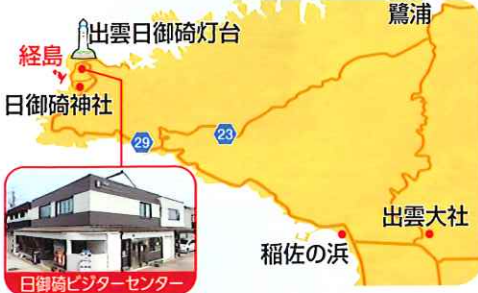 鷺浦
出雲日御碕灯台
経島
日御碕神社
29
23
出雲大社
稲佐の浜
日御碕ビジターセンター